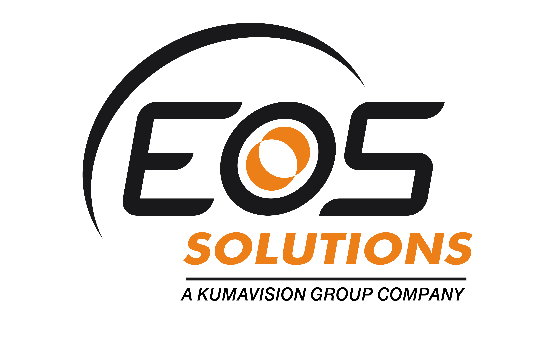 EOS
SOLUTIONS
A KUMAVISION GROUP COMPANY